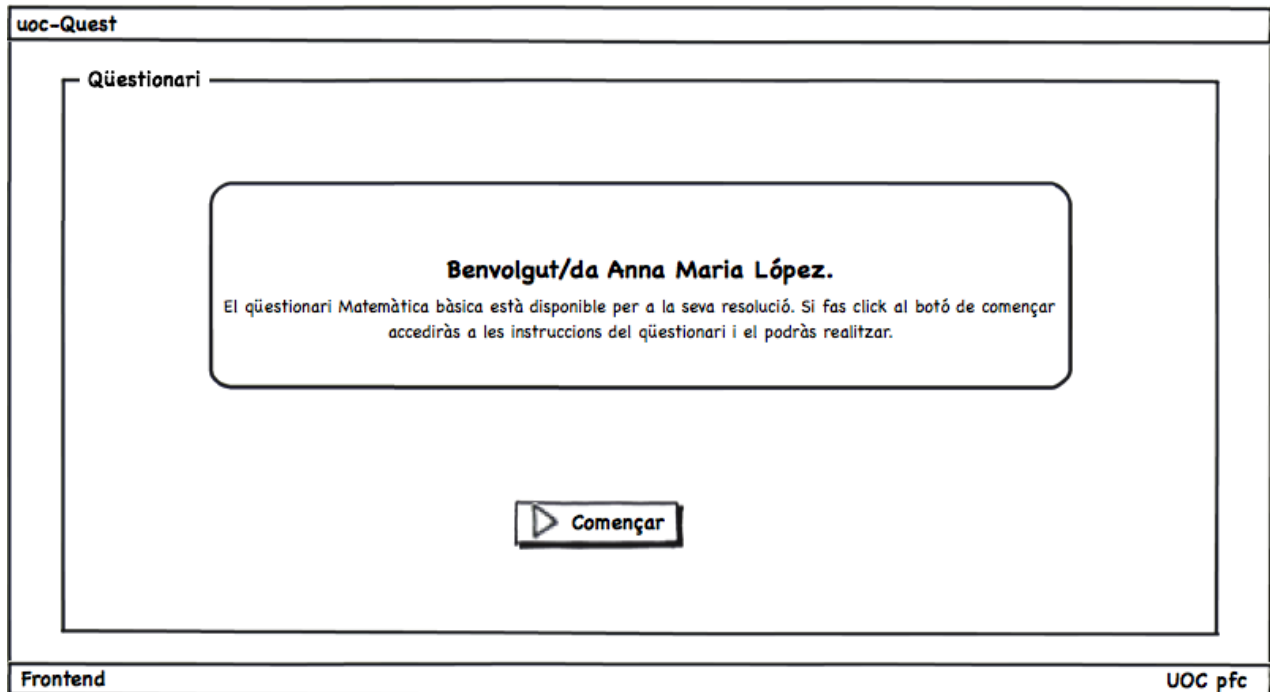 uoc-Quest
Qüestionari
Benvolgut/da Anna Maria López.
El qüestionari Matemàtica bàsica està disponible per a la seva resolució. Si fas click al botó de començar
accediràs a les instruccions del qüestionari i el podràs realitzar.
Començar
Frontend UOC pfc